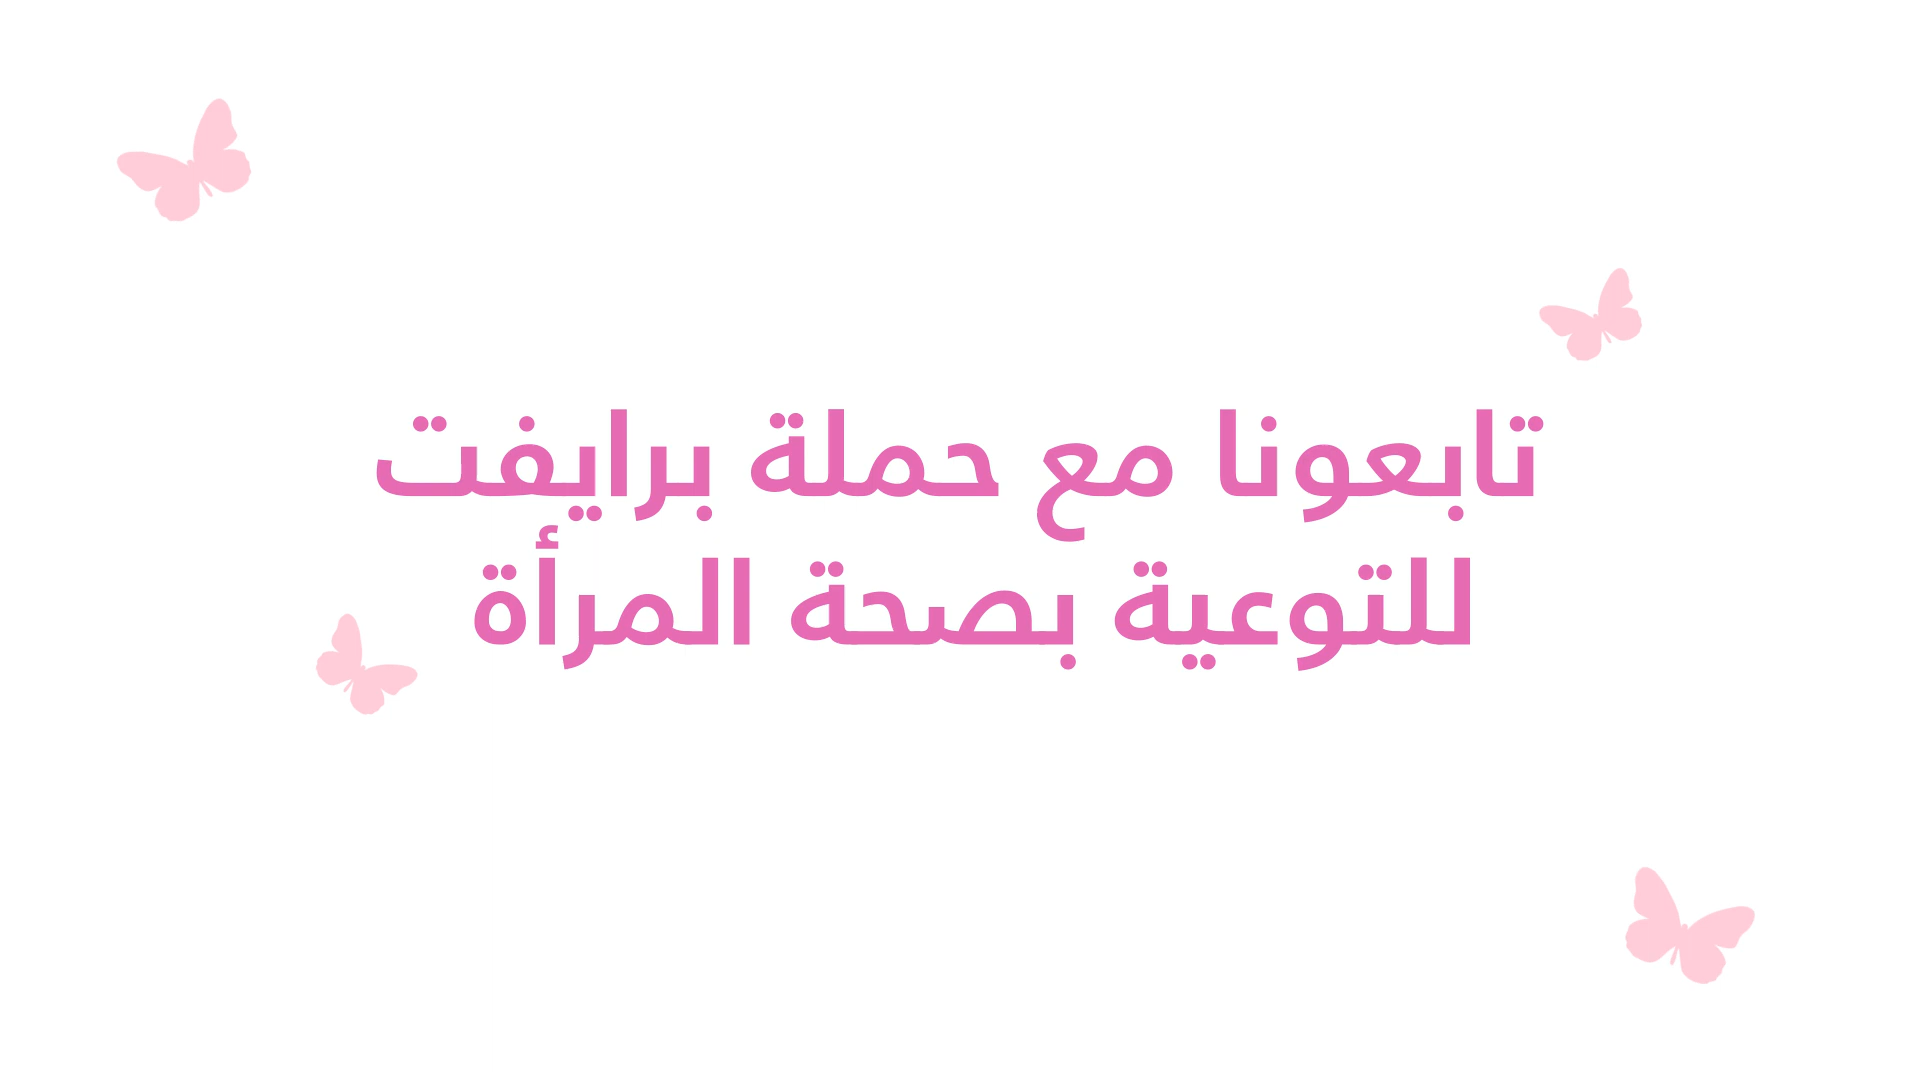 تابعونا مع حملة برايفت
للتوعية بصحة المرأة